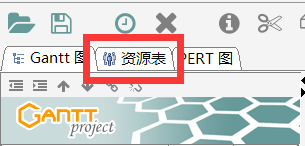 Gantt 图
资源表
PERT 图
GANTT
project